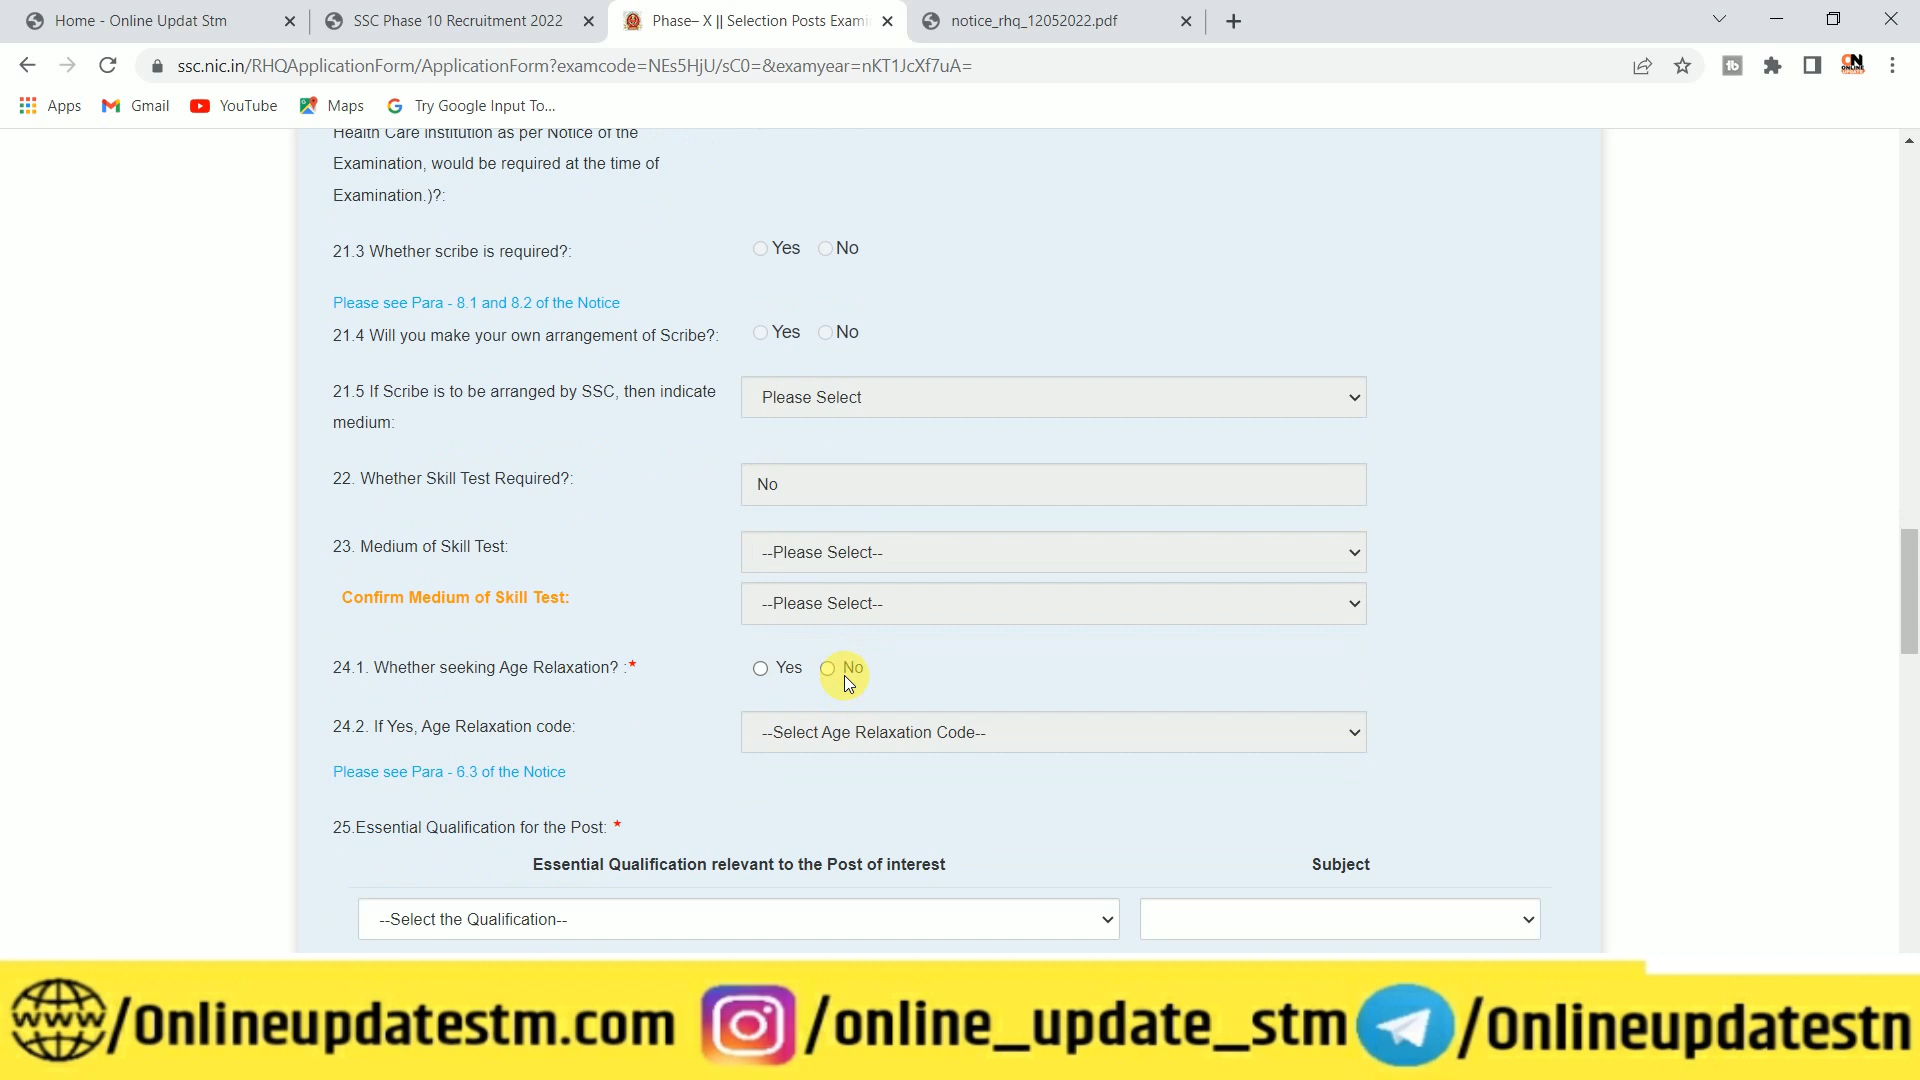 Home - Online Updat Stm
SSC Phase 10 Recruitment 2022
Phase– X || Selection Posts Exami
notice_rhq_12052022.pdf
ssc.nic.in/RHQApplicationForm/ApplicationForm?examcode=NEs5HjU/sC0=&examyear=nKT1JcXf7uA=
Apps
Gmail
YouTube
Maps
Try Google Input To...
Health Care Institution as per Notice of the
Examination, would be required at the time of
Examination.)?:
21.3 Whether scribe is required?:
Yes No
Please see Para - 8.1 and 8.2 of the Notice
21.4 Will you make your own arrangement of Scribe?:
Yes No
21.5 If Scribe is to be arranged by SSC, then indicate
medium:
Please Select
22. Whether Skill Test Required?:
No
23. Medium of Skill Test:
--Please Select--
Confirm Medium of Skill Test:
--Please Select--
24.1. Whether seeking Age Relaxation? :*
Yes No
24.2. If Yes, Age Relaxation code:
--Select Age Relaxation Code--
Please see Para - 6.3 of the Notice
25.Essential Qualification for the Post: *
Essential Qualification relevant to the Post of interest
Subject
--Select the Qualification--
www/Onlineupdatestm.com
/online_update_stm
/Onlineupdatestn